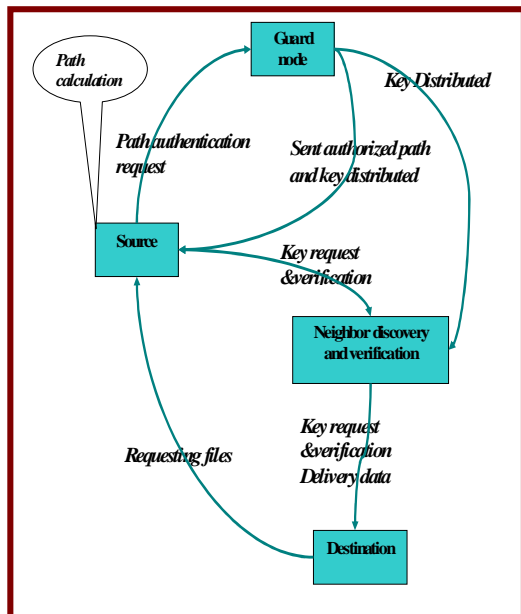 Guard
node
Path
calculation
Key Distributed
Path authentication
request
Sent authorized path
and key distributed
Source
Key request
&verification
Neighbor discovery
and verification
Key request
&verification
Delivery data
Requesting files
Destination